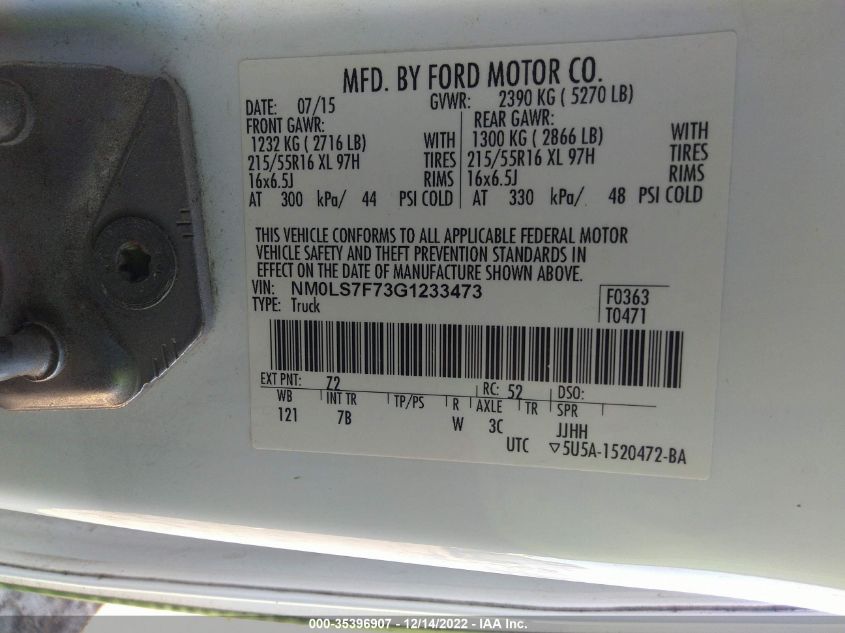 MFD. BY FORD MOTOR CO.
DATE: 07/15 GVWR: 2390 KG ( 5270 LB)
FRONT GAWR: REAR GAWR:
1232 KG ( 2716 LB) WITH 1300 KG ( 2866 LB) WITH
215/55R16 XL 97H TIRES 215/55R16 XL 97H TIRES
16x6.5J RIMS 16x6.5J RIMS
AT 300 kPa/ 44 PSI COLD AT 330 kPa/ 48 PSI COLD
THIS VEHICLE CONFORMS TO ALL APPLICABLE FEDERAL MOTOR
VEHICLE SAFETY AND THEFT PREVENTION STANDARDS IN
EFFECT ON THE DATE OF MANUFACTURE SHOWN ABOVE.
VIN: NM0LS7F73G1233473 F0363
TYPE: Truck T0471
EXT PNT: Z2 RC: 52 DSO:
WB INT TR TP/PS R AXLE TR SPR
121 7B W 3C JJHH
UTC ▽5U5A-1520472-BA
000-35396907 - 12/14/2022 - IAA Inc.